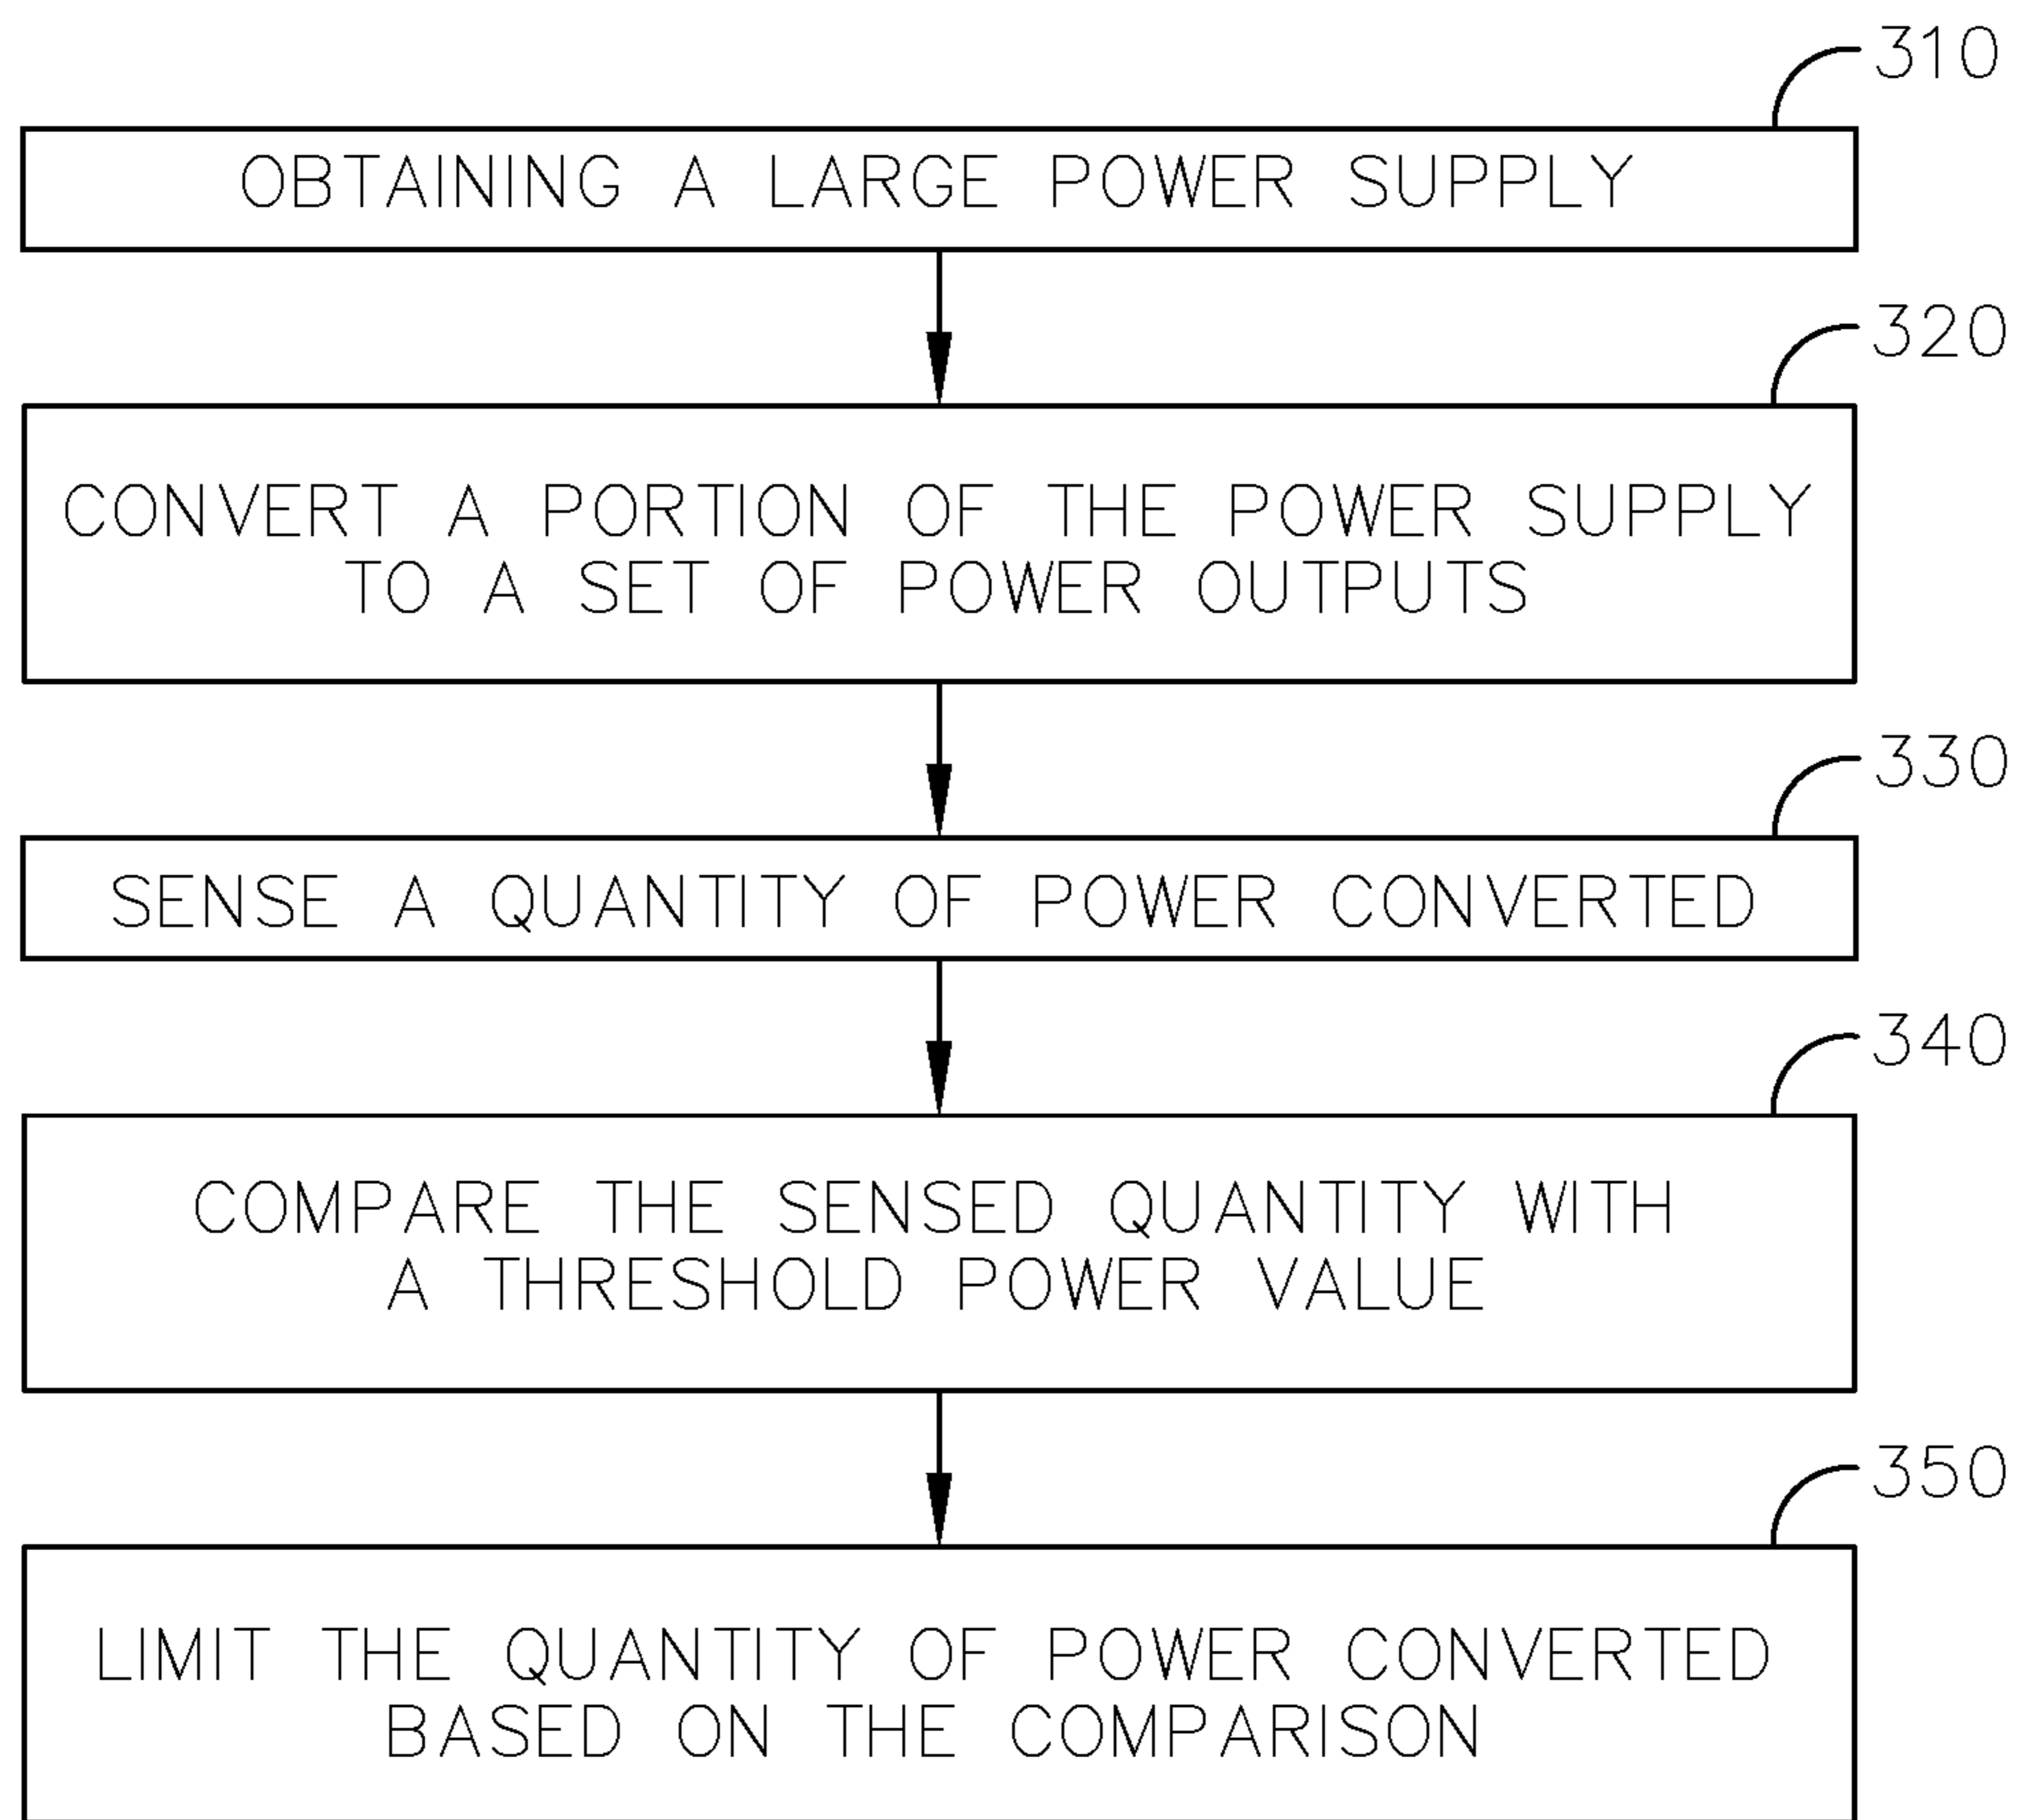 310
OBTAINING A LARGE POWER SUPPLY
320
CONVERT A PORTION OF THE POWER SUPPLY
TO A SET OF POWER OUTPUTS
330
SENSE A QUANTITY OF POWER CONVERTED
340
COMPARE THE SENSED QUANTITY WITH
A THRESHOLD POWER VALUE
350
LIMIT THE QUANTITY OF POWER CONVERTED
BASED ON THE COMPARISON